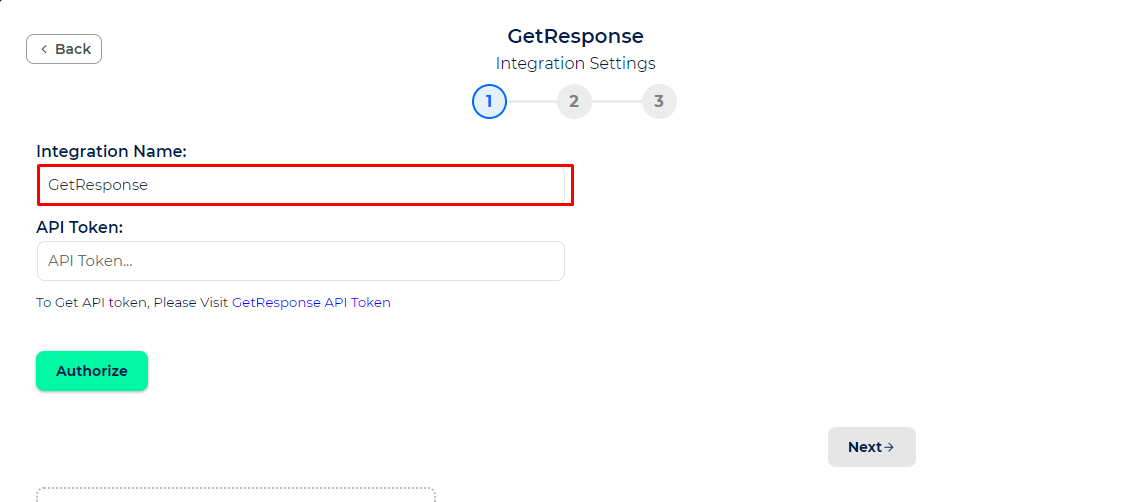 GetResponse
< Back
Integration Settings
1 2 3
Integration Name:
GetResponse
API Token:
API Token...
To Get API token, Please Visit GetResponse API Token
Authorize
Next→